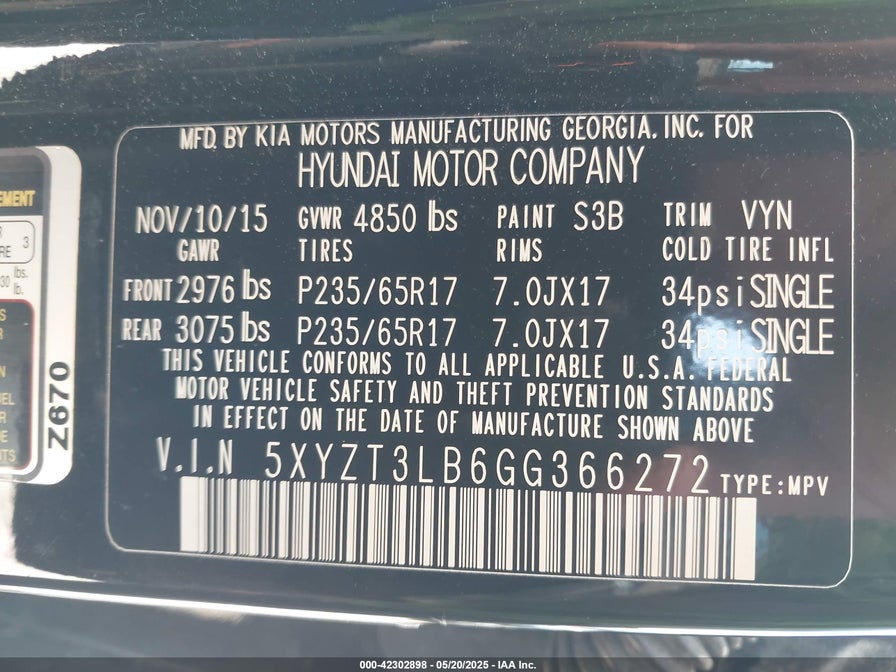 MFD. BY KIA MOTORS MANUFACTURING GEORGIA, INC. FOR
HYUNDAI MOTOR COMPANY
NOV/10/15 GVWR 4850 lbs PAINT S3B TRIM VYN
GAWR TIRES RIMS COLD TIRE INFL
FRONT 2976 lbs P235/65R17 7.0JX17 34psi SINGLE
REAR 3075 lbs P235/65R17 7.0JX17 34psi SINGLE
THIS VEHICLE CONFORMS TO ALL APPLICABLE U.S.A. FEDERAL
MOTOR VEHICLE SAFETY AND THEFT PREVENTION STANDARDS
IN EFFECT ON THE DATE OF MANUFACTURE SHOWN ABOVE
V.I.N 5XYZT3LB6GG366272 TYPE:MPV
EMENT
3
lbs.
kg.
Z670
000-42302898 - 05/20/2025 - IAA Inc.